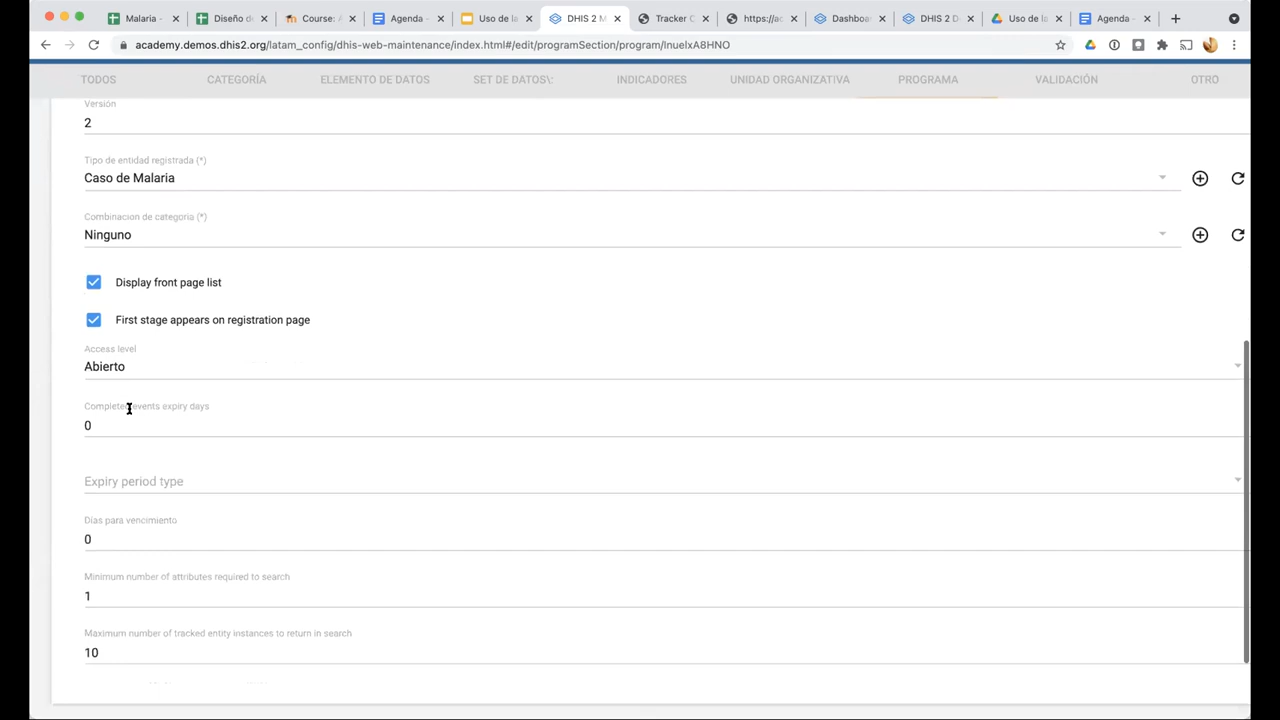 Malaria -
Diseño d
Course: A
Agenda -
Uso de la
DHIS 2 M
Tracker C
https://ac
Dashboa
DHIS 2 D
Uso de la
Agenda -
academy.demos.dhis2.org/latam_config/dhis-web-maintenance/index.html#/edit/programSection/program/InuelxA8HNO
TODOS CATEGORÍA ELEMENTO DE DATOS SET DE DATOS\: INDICADORES UNIDAD ORGANIZATIVA PROGRAMA VALIDACIÓN OTRO
Versión
2
Tipo de entidad registrada (*)
Caso de Malaria
Combinacion de categoria (*)
Ninguno
Display front page list
First stage appears on registration page
Access level
Abierto
Completed events expiry days
0
Expiry period type
Días para vencimiento
0
Minimum number of attributes required to search
1
Maximum number of tracked entity instances to return in search
10